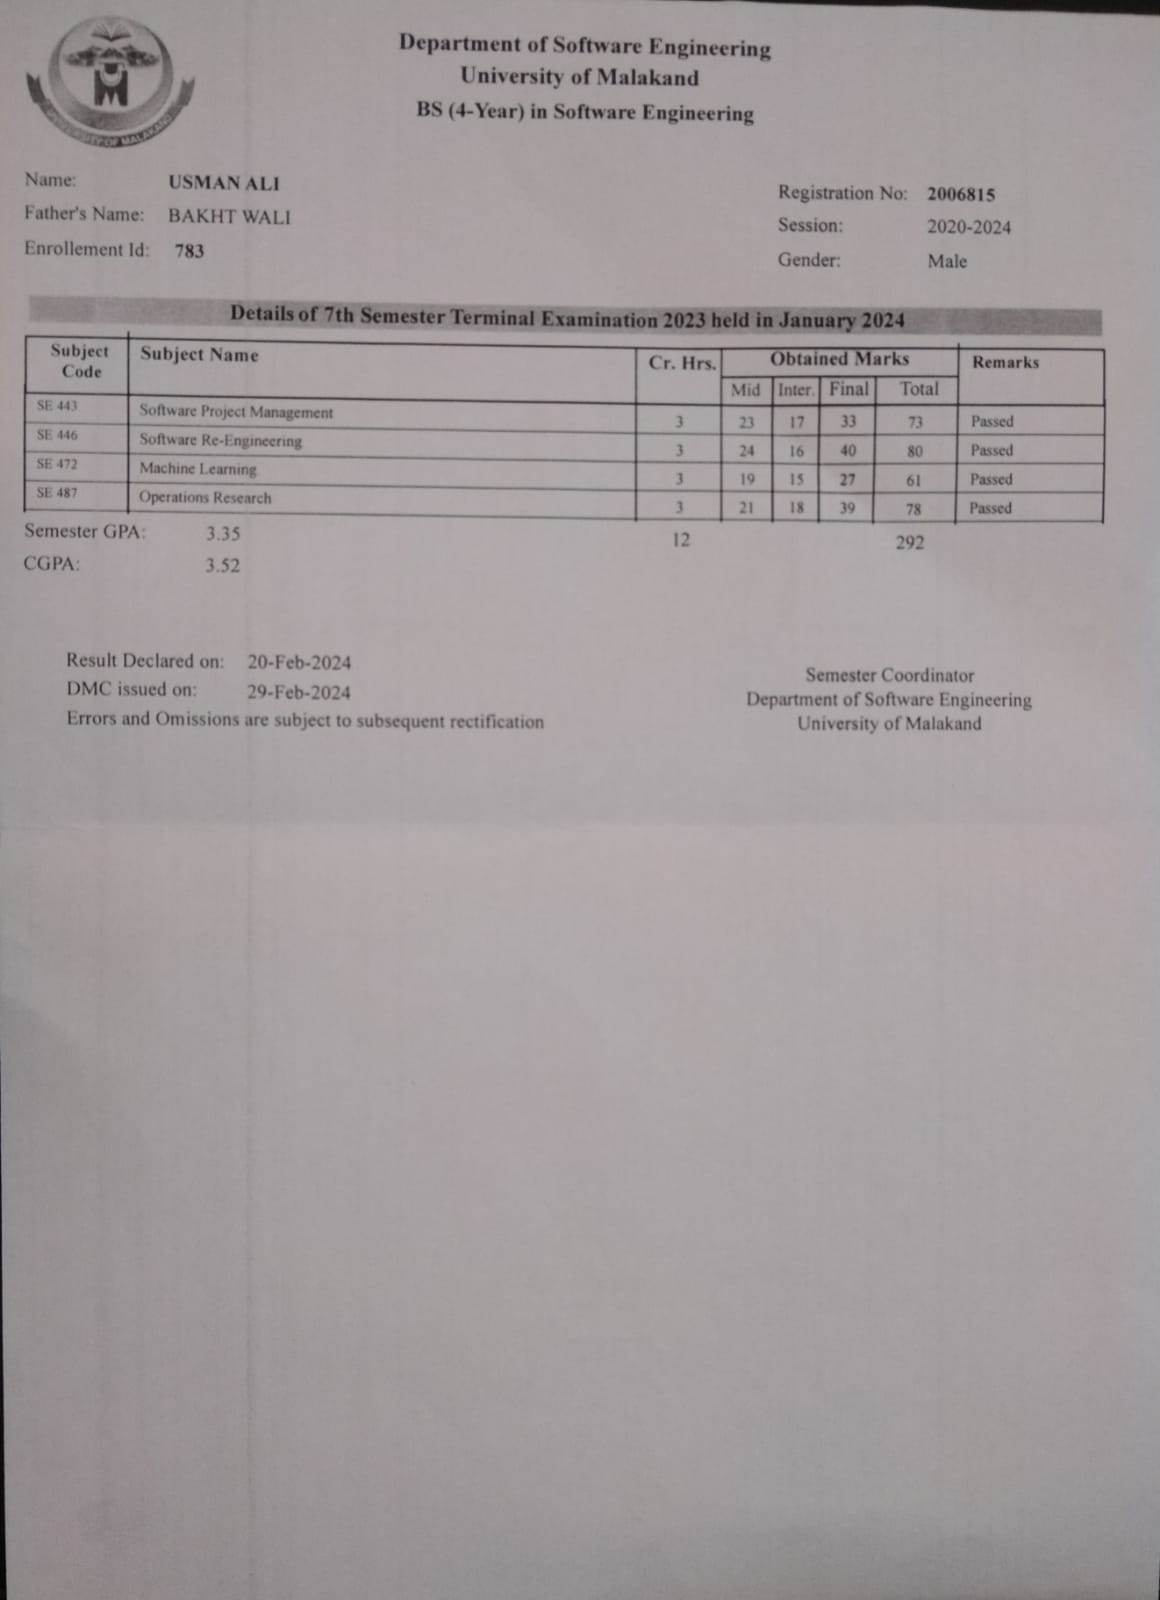 UNIVERSITY OF MALAKAND
Department of Software Engineering
University of Malakand
BS (4-Year) in Software Engineering
Name: USMAN ALI
Father's Name: BAKHT WALI
Enrollement Id: 783
Registration No: 2006815
Session: 2020-2024
Gender: Male
Details of 7th Semester Terminal Examination 2023 held in January 2024
Subject Code Subject Name Cr. Hrs. Obtained Marks Remarks
Mid Inter. Final Total
SE 443 Software Project Management 3 23 17 33 73 Passed
SE 446 Software Re-Engineering 3 24 16 40 80 Passed
SE 472 Machine Learning 3 19 15 27 61 Passed
SE 487 Operations Research 3 21 18 39 78 Passed
Semester GPA: 3.35 12 292
CGPA: 3.52
Result Declared on: 20-Feb-2024
DMC issued on: 29-Feb-2024
Errors and Omissions are subject to subsequent rectification
Semester Coordinator
Department of Software Engineering
University of Malakand